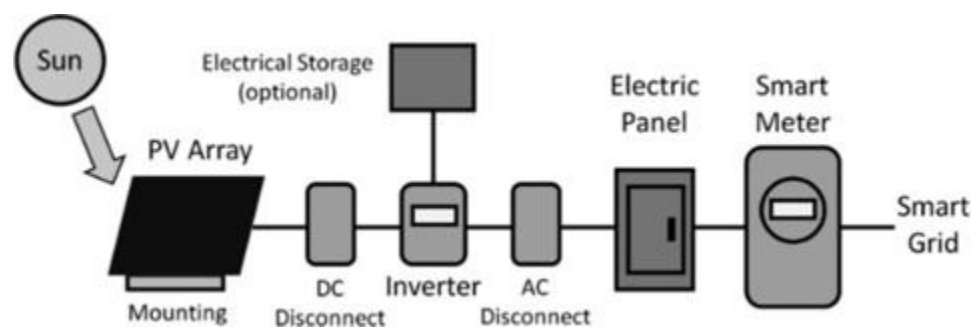 Sun
Electrical Storage
(optional)
Electric
Panel
Smart
Meter
PV Array
Smart
Grid
Mounting
DC
Disconnect
Inverter
AC
Disconnect